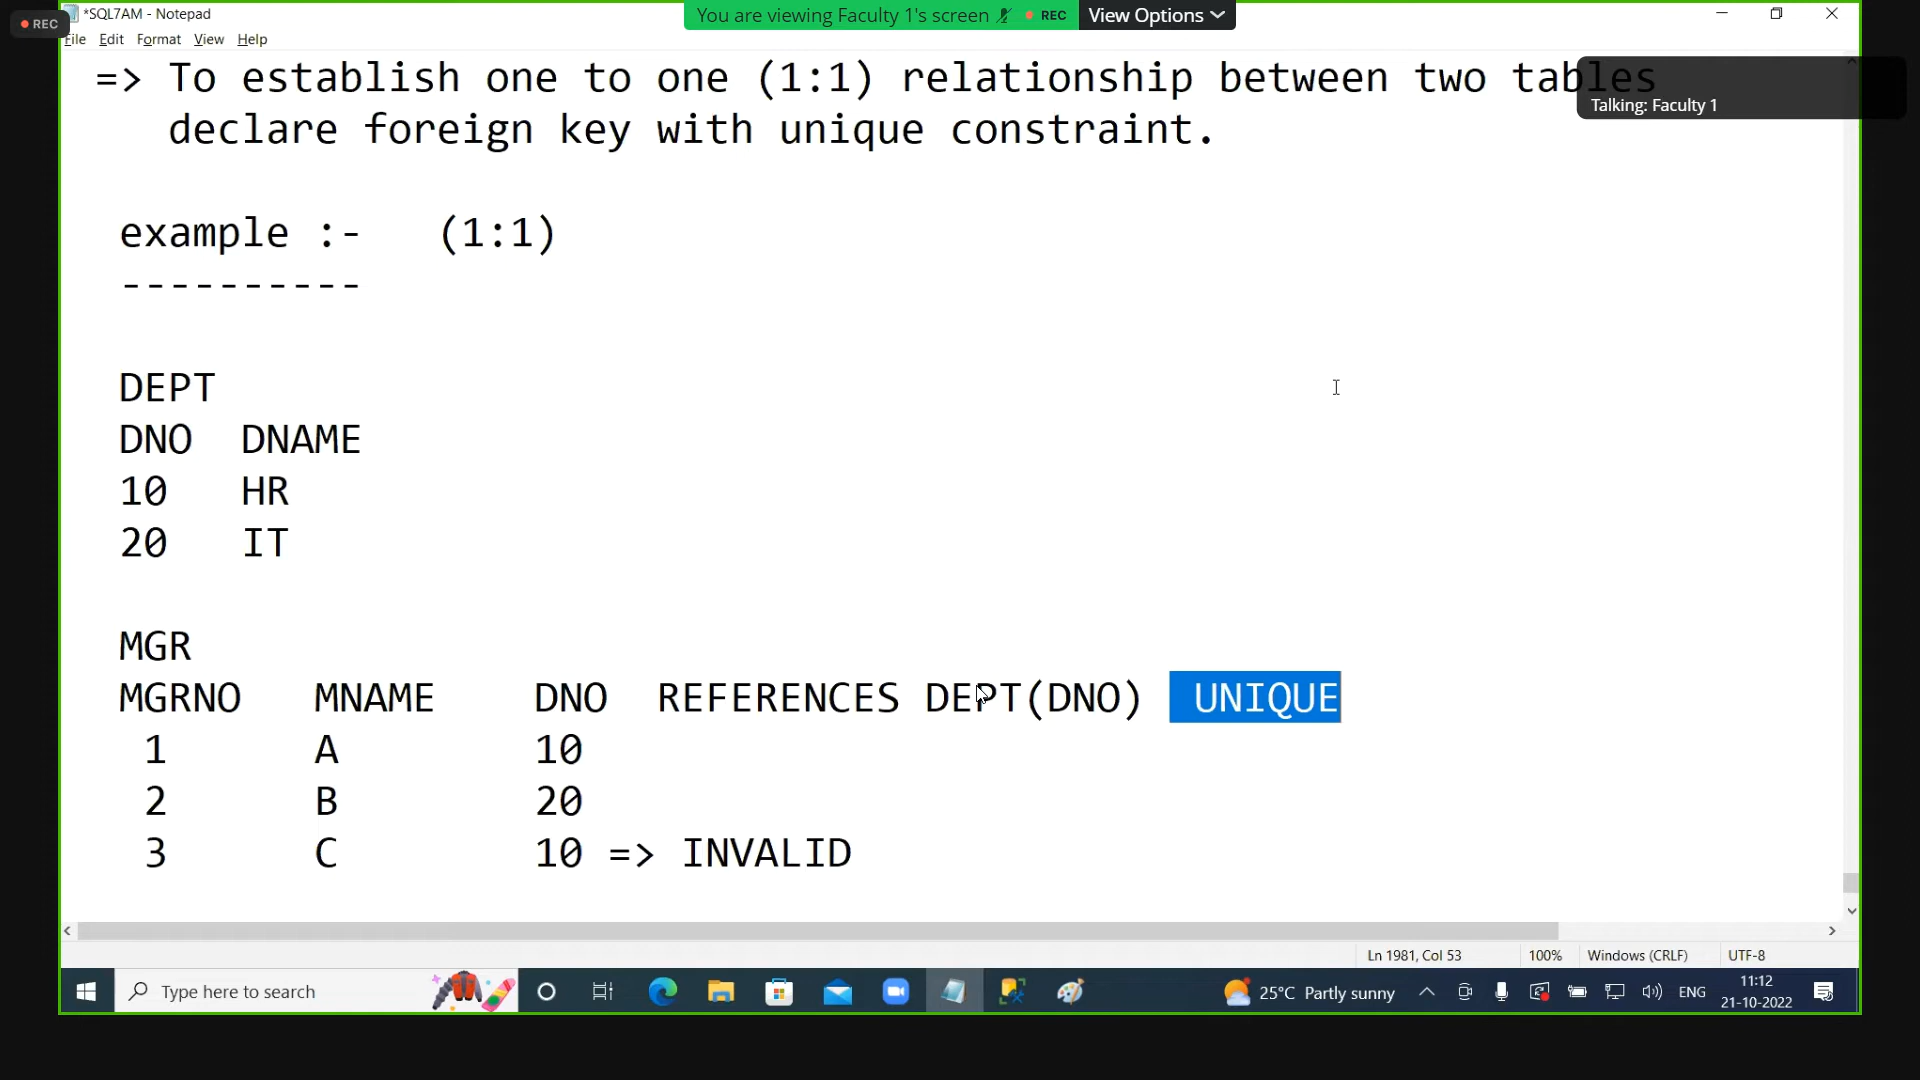 REC
*SQL7AM - Notepad
You are viewing Faculty 1's screen
REC
View Options
File Edit Format View Help
=> To establish one to one (1:1) relationship between two tables
Talking: Faculty 1
declare foreign key with unique constraint.
example :- (1:1)
----------
DEPT
DNO DNAME
10 HR
20 IT
MGR
MGRNO MNAME DNO REFERENCES DEPT(DNO) UNIQUE
1 A 10
2 B 20
3 C 10 => INVALID
Ln 1981, Col 53 100% Windows (CRLF) UTF-8
Type here to search
25°C Partly sunny
ENG
11:12
21-10-2022